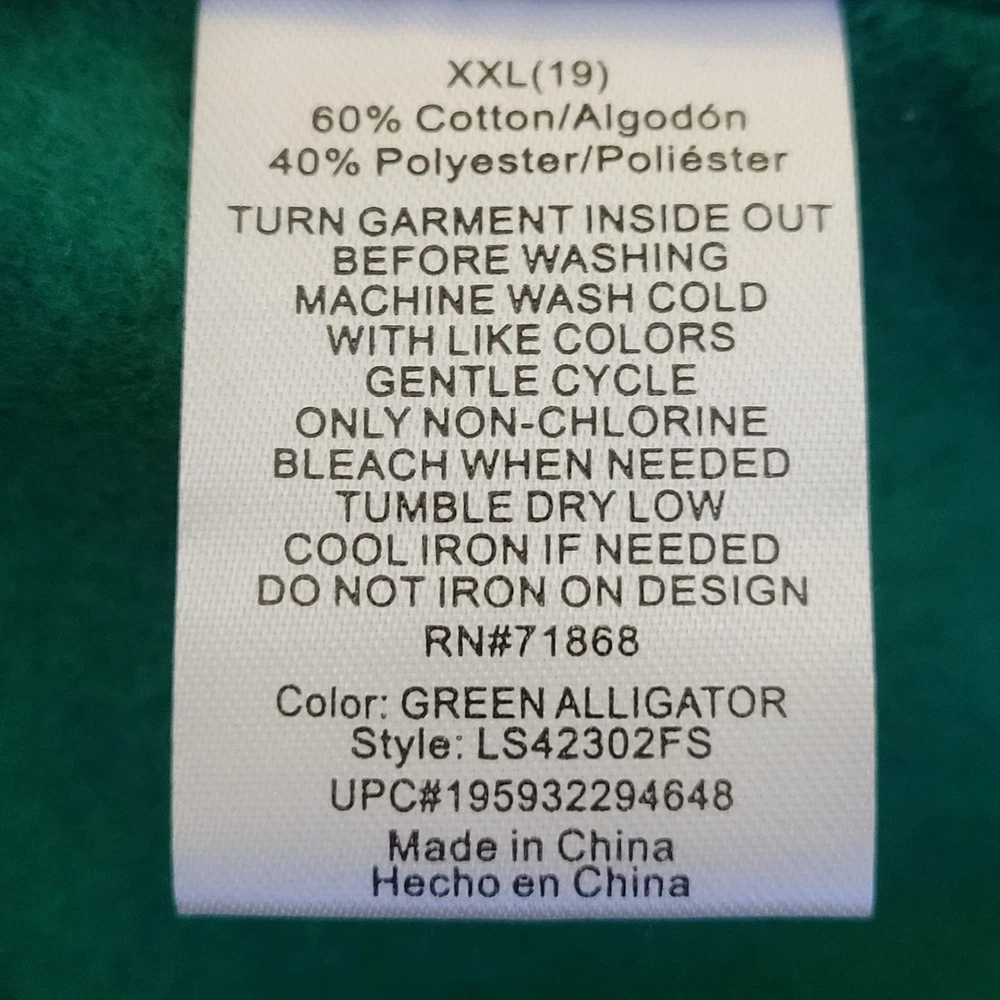 XXL(19)
60% Cotton/Algodón
40% Polyester/Poliéster
TURN GARMENT INSIDE OUT
BEFORE WASHING
MACHINE WASH COLD
WITH LIKE COLORS
GENTLE CYCLE
ONLY NON-CHLORINE
BLEACH WHEN NEEDED
TUMBLE DRY LOW
COOL IRON IF NEEDED
DO NOT IRON ON DESIGN
RN#71868
Color: GREEN ALLIGATOR
Style: LS42302FS
UPC#195932294648
Made in China
Hecho en China